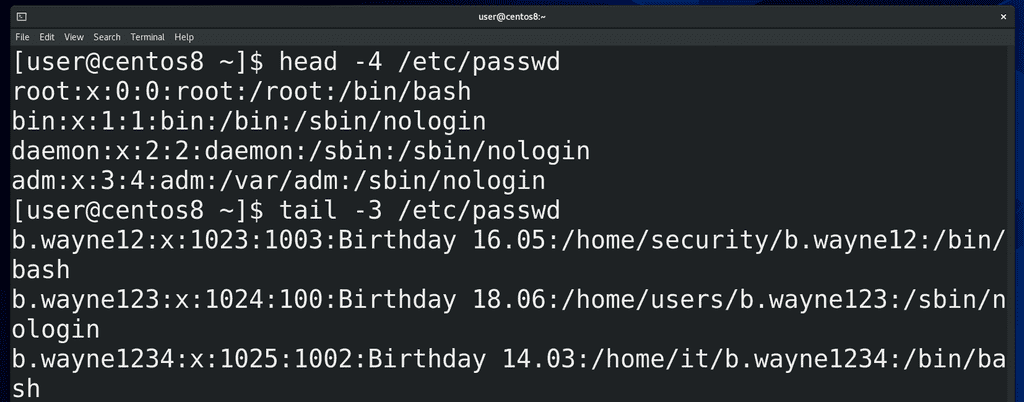 user@centos8:~
File Edit View Search Terminal Help
[user@centos8 ~]$ head -4 /etc/passwd
root:x:0:0:root:/root:/bin/bash
bin:x:1:1:bin:/bin:/sbin/nologin
daemon:x:2:2:daemon:/sbin:/sbin/nologin
adm:x:3:4:adm:/var/adm:/sbin/nologin
[user@centos8 ~]$ tail -3 /etc/passwd
b.wayne12:x:1023:1003:Birthday 16.05:/home/security/b.wayne12:/bin/
bash
b.wayne123:x:1024:100:Birthday 18.06:/home/users/b.wayne123:/sbin/n
ologin
b.wayne1234:x:1025:1002:Birthday 14.03:/home/it/b.wayne1234:/bin/ba
sh